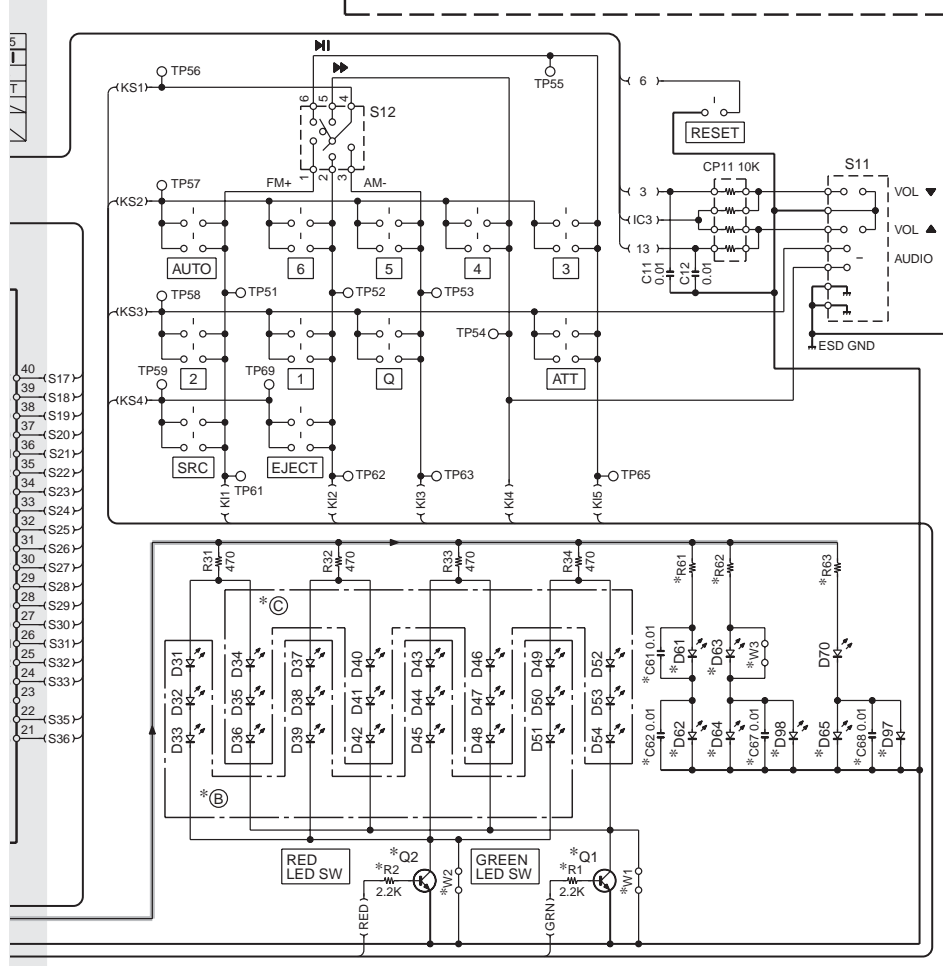 5
I
T
TP56
KS1
TP55
6 5 4
S12
1 2 3
FM+
AM-
6
RESET
CP11 10K
S11
3
VOL ▼
IC3
VOL ▲
13
AUDIO
–
C11
0.01
C12
0.01
ESD GND
TP57
KS2
AUTO
6
5
4
3
TP51
TP52
TP53
TP58
KS3
TP54
2
1
Q
ATT
TP59
TP69
KS4
SRC
EJECT
TP61
TP62
TP63
TP65
KI1
KI2
KI3
KI4
KI5
40 S17
39 S18
38 S19
37 S20
36 S21
35 S22
34 S23
33 S24
32 S25
31 S26
30 S27
29 S28
28 S29
27 S30
26 S31
25 S32
24 S33
23
22 S35
21 S36
R31
470
R32
470
R33
470
R34
470
*R61
*R62
*R63
*C
D31
D34
D37
D40
D43
D46
D49
D52
D32
D35
D38
D41
D44
D47
D50
D53
D33
D36
D39
D42
D45
D48
D51
D54
*B
*C61 0.01
*D61
*D63
*W3
D70
*C62 0.01
*D62
*D64
*C67 0.01
*D98
*D65
*C68 0.01
*D97
RED
LED SW
*Q2
*R2
2.2K
*W2
RED
GREEN
LED SW
*Q1
*R1
2.2K
*W1
GRN